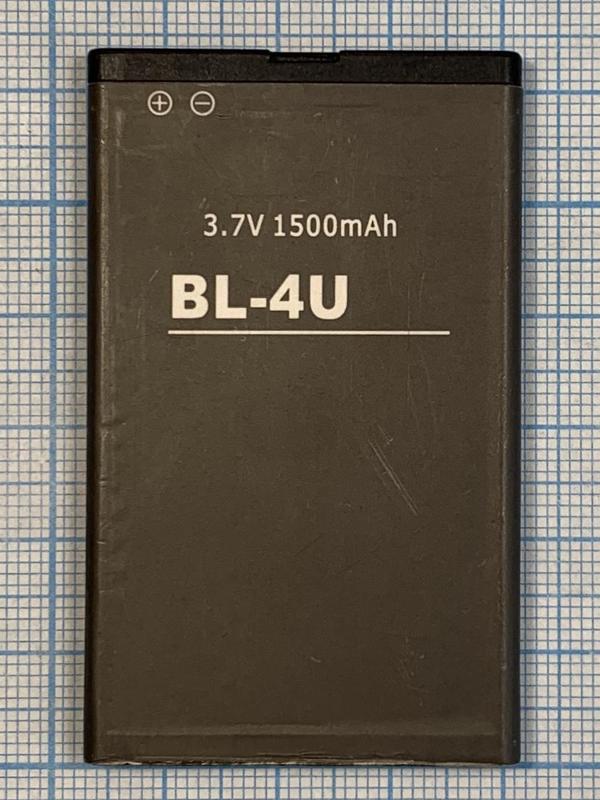 ⊕ ⊖
3.7V 1500mAh
BL-4U